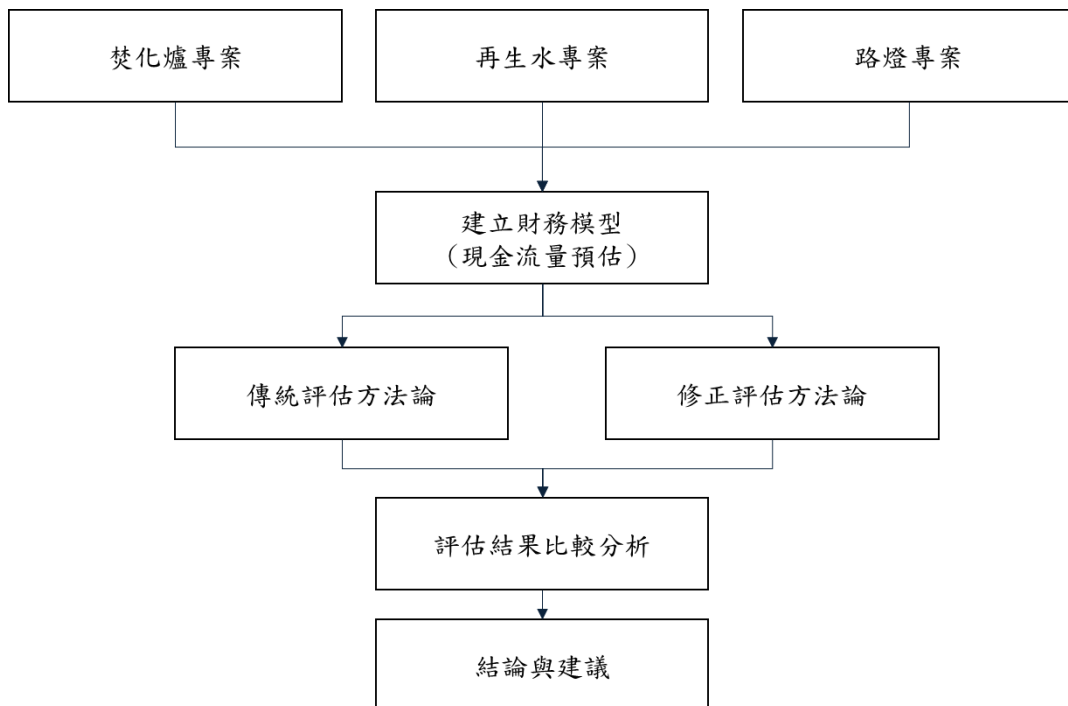 焚化爐專案
再生水專案
路燈專案
建立財務模型
（現金流量預估）
傳統評估方法論
修正評估方法論
評估結果比較分析
結論與建議